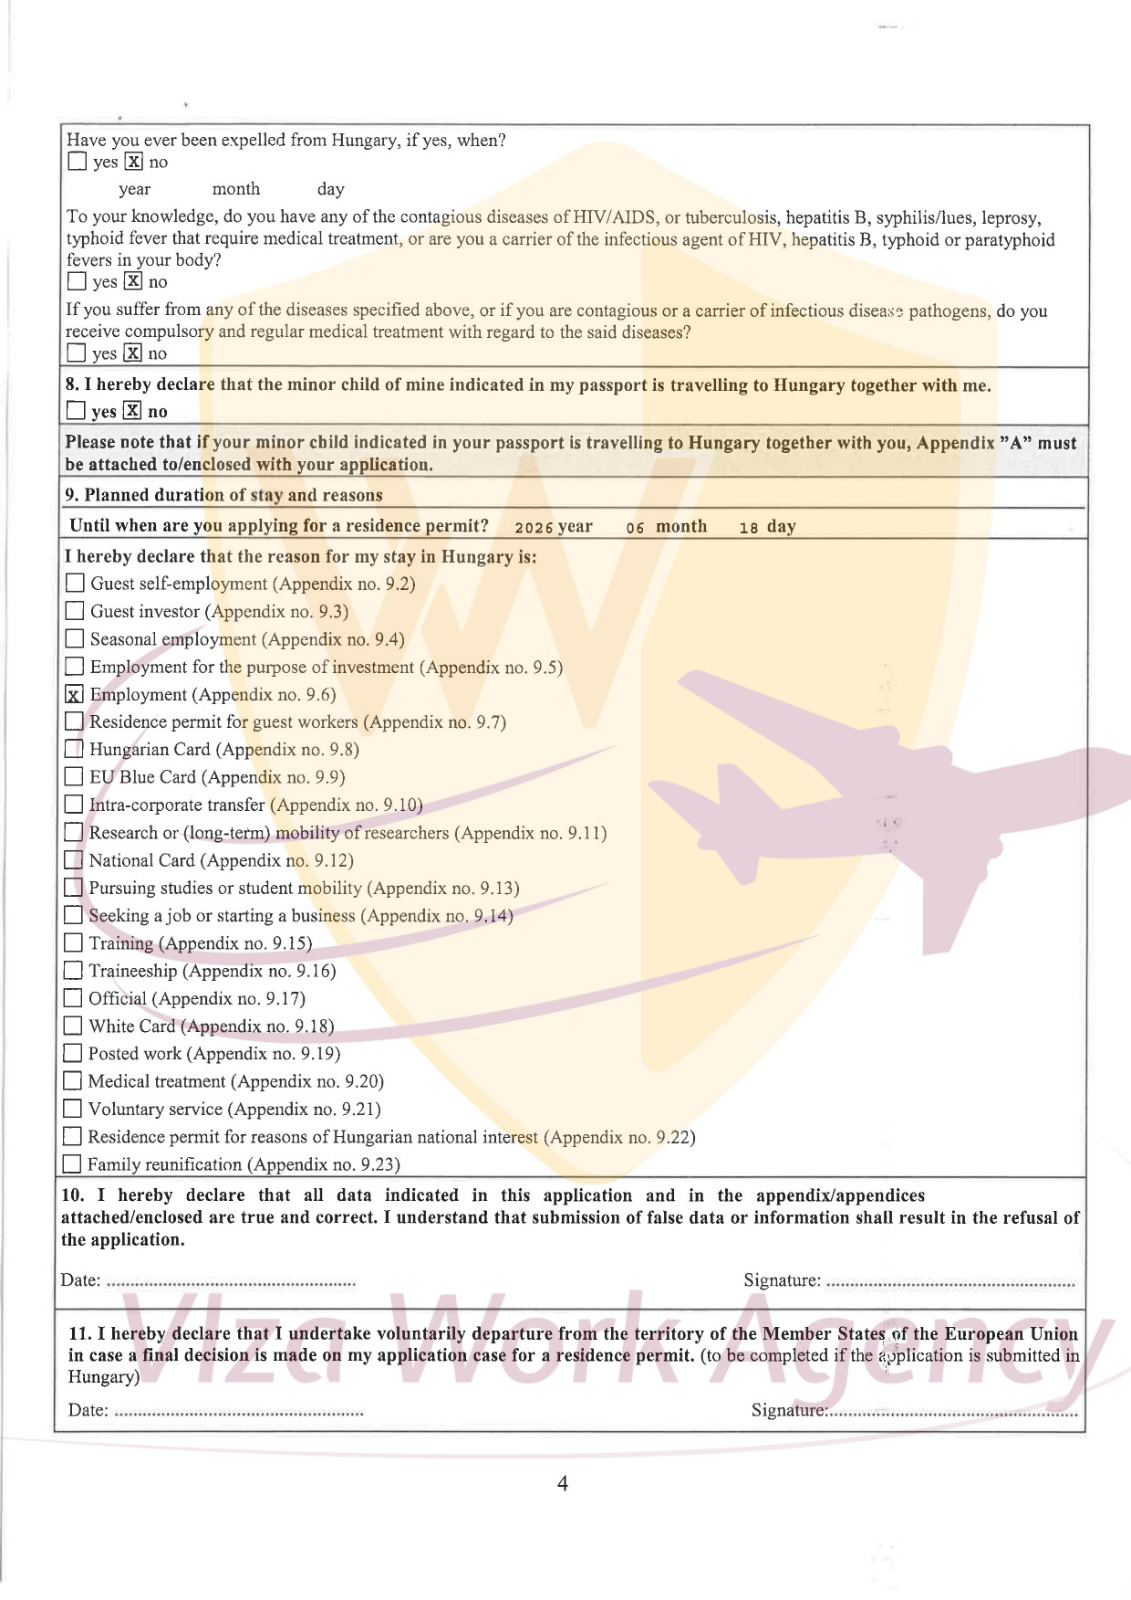 Have you ever been expelled from Hungary, if yes, when?
☐ yes ☒ no
year month day
To your knowledge, do you have any of the contagious diseases of HIV/AIDS, or tuberculosis, hepatitis B, syphilis/lues, leprosy,
typhoid fever that require medical treatment, or are you a carrier of the infectious agent of HIV, hepatitis B, typhoid or paratyphoid
fevers in your body?
☐ yes ☒ no
If you suffer from any of the diseases specified above, or if you are contagious or a carrier of infectious disease pathogens, do you
receive compulsory and regular medical treatment with regard to the said diseases?
☐ yes ☒ no
8. I hereby declare that the minor child of mine indicated in my passport is travelling to Hungary together with me.
☐ yes ☒ no
Please note that if your minor child indicated in your passport is travelling to Hungary together with you, Appendix ”A” must
be attached to/enclosed with your application.
9. Planned duration of stay and reasons
Until when are you applying for a residence permit? 2026 year 06 month 18 day
I hereby declare that the reason for my stay in Hungary is:
☐ Guest self-employment (Appendix no. 9.2)
☐ Guest investor (Appendix no. 9.3)
☐ Seasonal employment (Appendix no. 9.4)
☐ Employment for the purpose of investment (Appendix no. 9.5)
☒ Employment (Appendix no. 9.6)
☐ Residence permit for guest workers (Appendix no. 9.7)
☐ Hungarian Card (Appendix no. 9.8)
☐ EU Blue Card (Appendix no. 9.9)
☐ Intra-corporate transfer (Appendix no. 9.10)
☐ Research or (long-term) mobility of researchers (Appendix no. 9.11)
☐ National Card (Appendix no. 9.12)
☐ Pursuing studies or student mobility (Appendix no. 9.13)
☐ Seeking a job or starting a business (Appendix no. 9.14)
☐ Training (Appendix no. 9.15)
☐ Traineeship (Appendix no. 9.16)
☐ Official (Appendix no. 9.17)
☐ White Card (Appendix no. 9.18)
☐ Posted work (Appendix no. 9.19)
☐ Medical treatment (Appendix no. 9.20)
☐ Voluntary service (Appendix no. 9.21)
☐ Residence permit for reasons of Hungarian national interest (Appendix no. 9.22)
☐ Family reunification (Appendix no. 9.23)
10. I hereby declare that all data indicated in this application and in the appendix/appendices
attached/enclosed are true and correct. I understand that submission of false data or information shall result in the refusal of
the application.
Date: .................................................... Signature: ....................................................
VIza Work Agency
11. I hereby declare that I undertake voluntarily departure from the territory of the Member States of the European Union
in case a final decision is made on my application case for a residence permit. (to be completed if the application is submitted in
Hungary)
Date: .................................................... Signature:....................................................
4